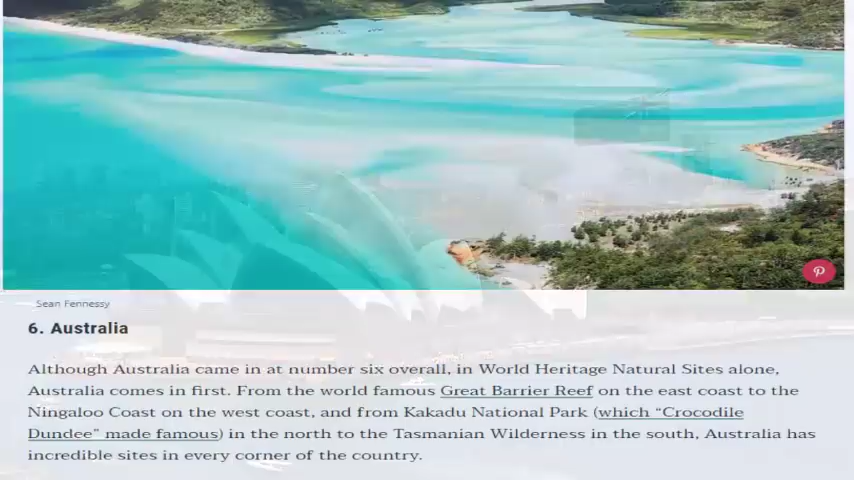 Sean Fennessy
6. Australia
Although Australia came in at number six overall, in World Heritage Natural Sites alone,
Australia comes in first. From the world famous Great Barrier Reef on the east coast to the
Ningaloo Coast on the west coast, and from Kakadu National Park (which “Crocodile
Dundee” made famous) in the north to the Tasmanian Wilderness in the south, Australia has
incredible sites in every corner of the country.